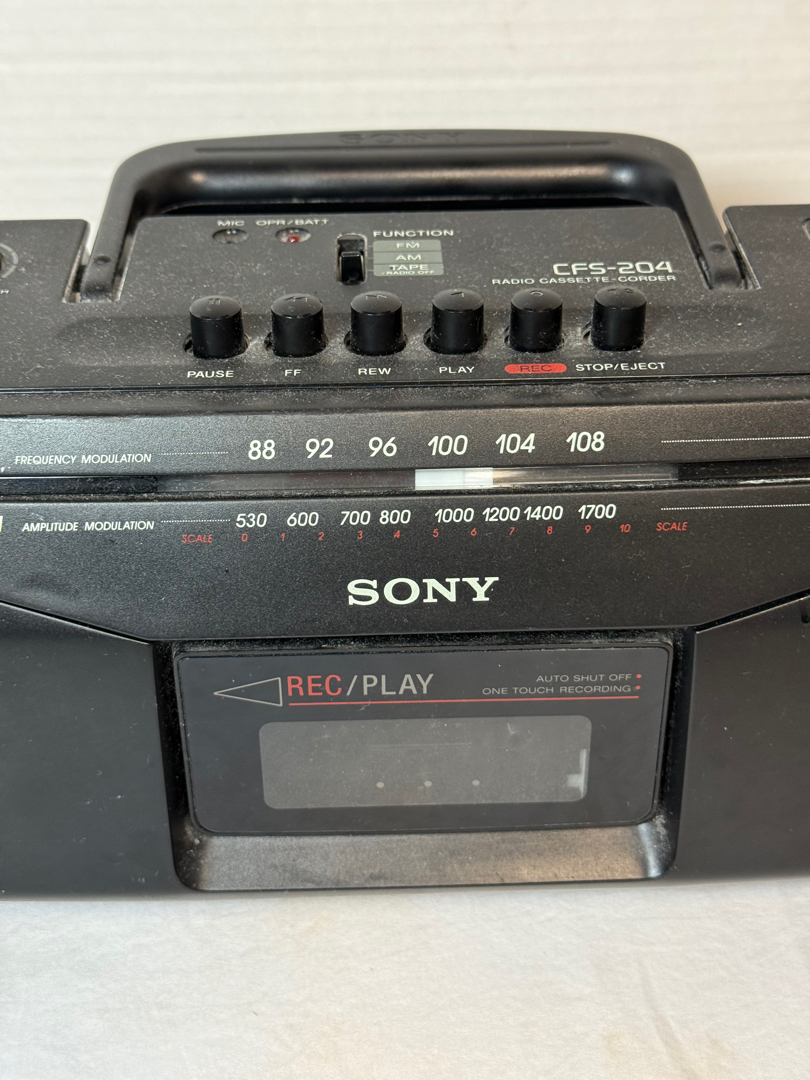 SONY
MIC OPR/BATT
FUNCTION
FM
AM
TAPE
RADIO OFF
CFS-204
RADIO CASSETTE-CORDER
PAUSE FF REW PLAY REC STOP/EJECT
88 92 96 100 104 108
FREQUENCY MODULATION
AMPLITUDE MODULATION 530 600 700 800 1000 1200 1400 1700
SCALE 0 1 2 3 4 5 6 7 8 9 10 SCALE
SONY
REC/PLAY
AUTO SHUT OFF
ONE TOUCH RECORDING